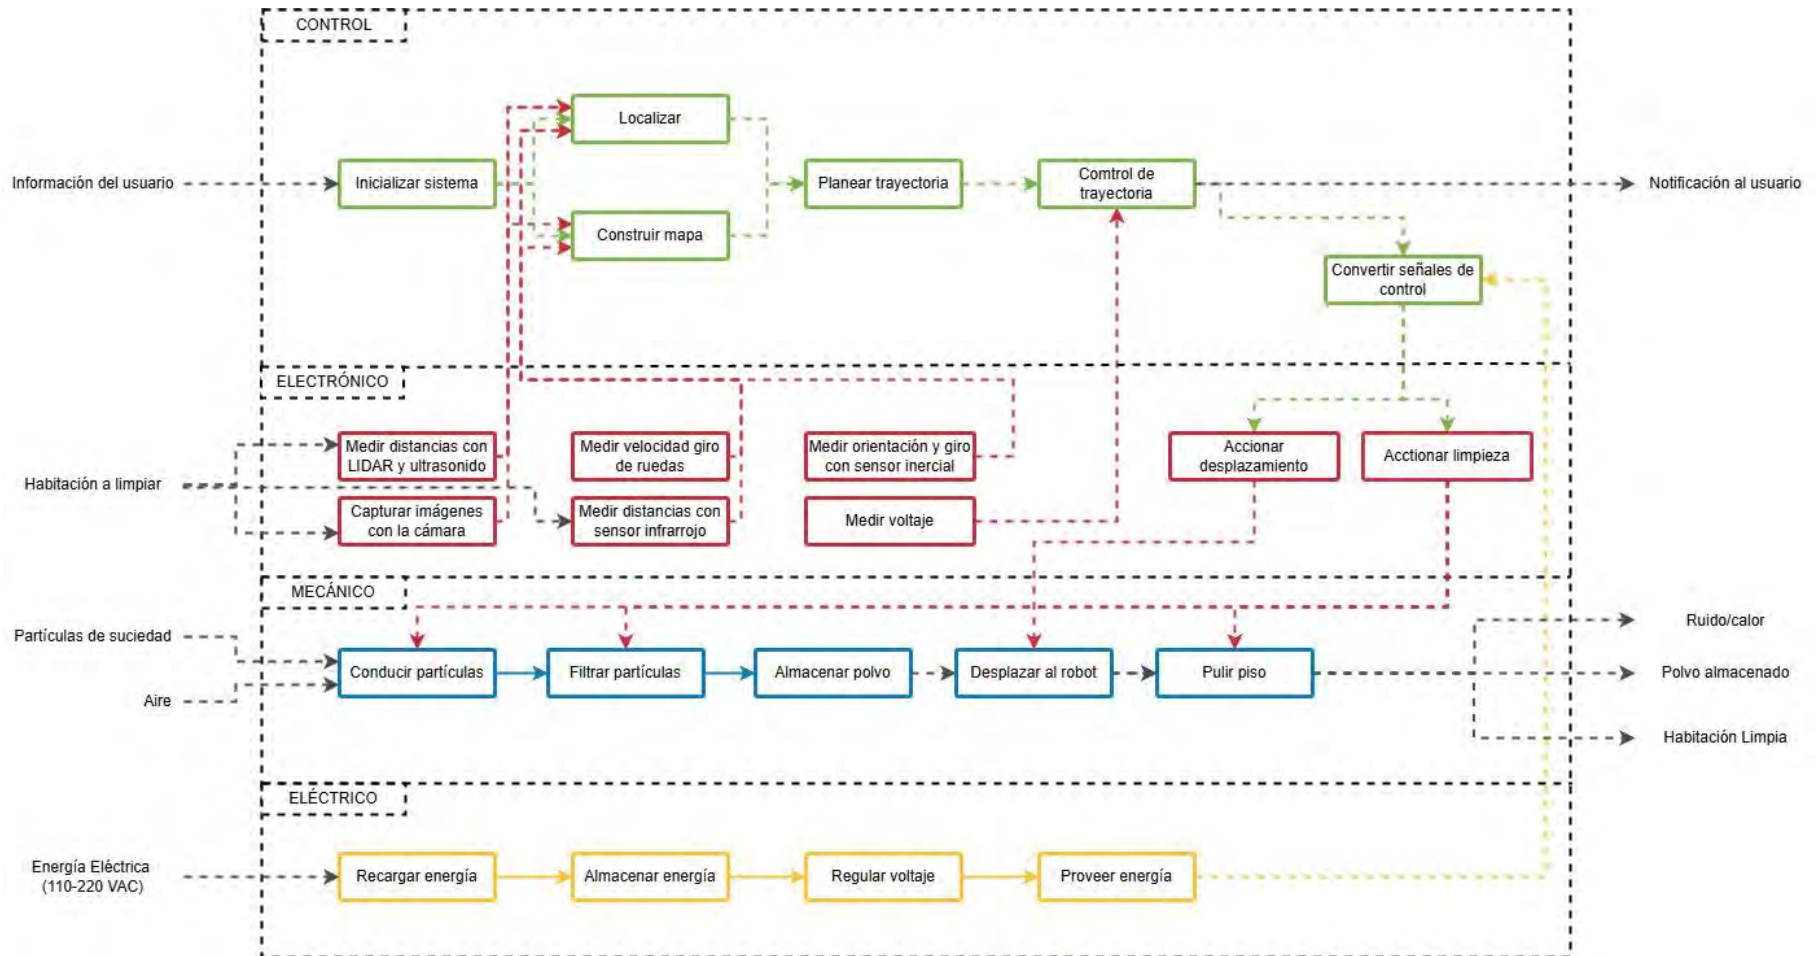 CONTROL
Localizar
Información del usuario
Inicializar sistema
Planear trayectoria
Comtrol de
trayectoria
Notificación al usuario
Construir mapa
Convertir señales de
control
ELECTRÓNICO
Medir distancias con
LIDAR y ultrasonido
Medir velocidad giro
de ruedas
Medir orientación y giro
con sensor inercial
Accionar
desplazamiento
Acctionar limpieza
Habitación a limpiar
Capturar imágenes
con la cámara
Medir distancias con
sensor infrarrojo
Medir voltaje
MECÁNICO
Partículas de suciedad
Aire
Conducir partículas
Filtrar partículas
Almacenar polvo
Desplazar al robot
Pulir piso
Ruido/calor
Polvo almacenado
Habitación Limpia
ELÉCTRICO
Energía Eléctrica
(110-220 VAC)
Recargar energía
Almacenar energía
Regular voltaje
Proveer energía